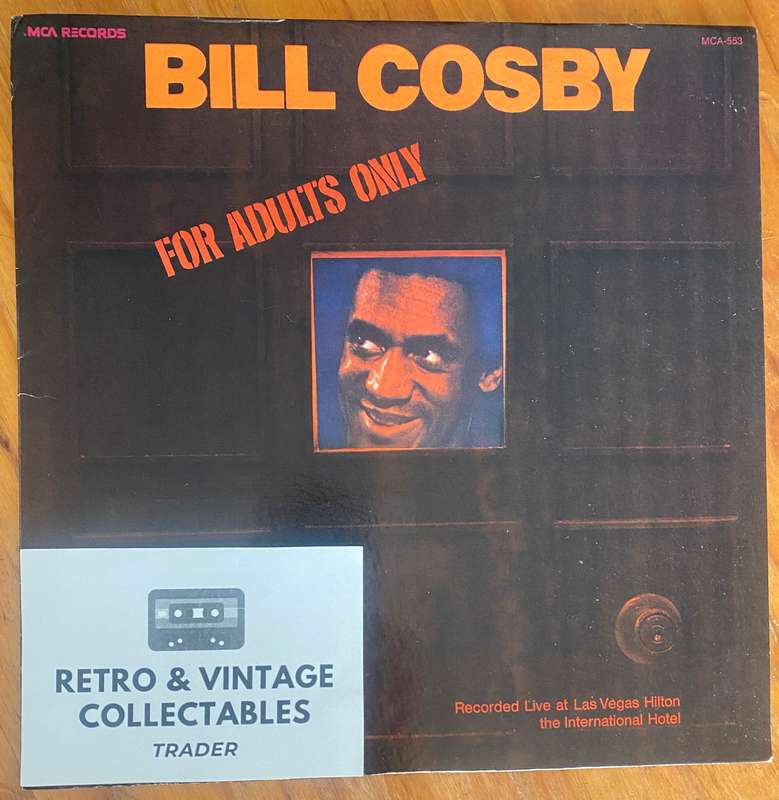 MCA RECORDS
MCA-553
BILL COSBY
FOR ADULTS ONLY
RETRO & VINTAGE
COLLECTABLES
TRADER
Recorded Live at Las Vegas Hilton
the International Hotel